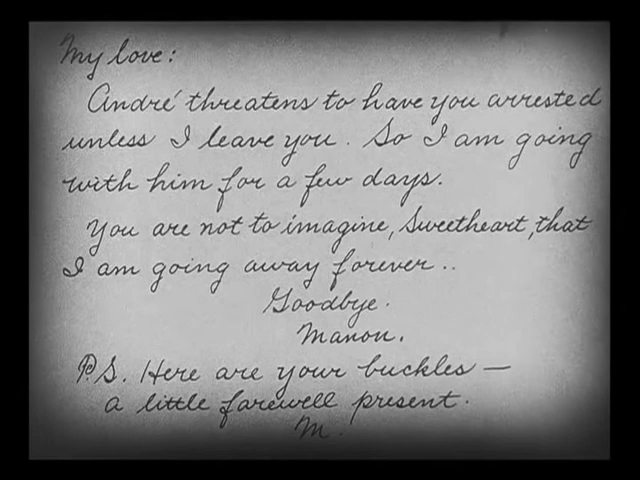 My love:
André threatens to have you arrested
unless I leave you. So I am going
with him for a few days.
You are not to imagine, sweetheart, that
I am going away forever..
Goodbye.
Manon.
P.S. Here are your buckles —
a little farewell present.
M.